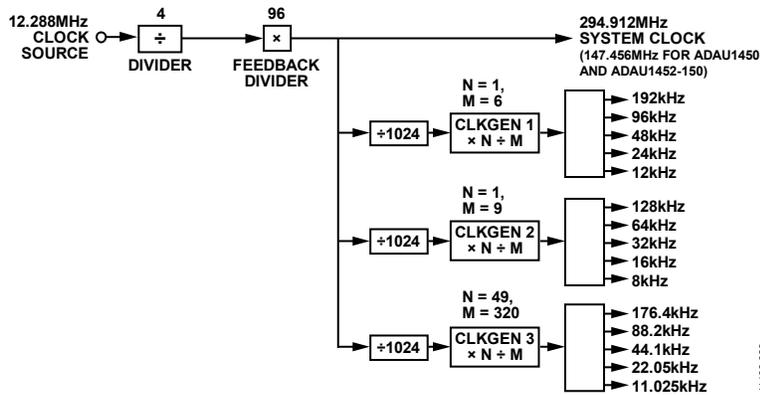 12.288MHz
CLOCK
SOURCE
4
÷
DIVIDER
96
×
FEEDBACK
DIVIDER
294.912MHz
SYSTEM CLOCK
(147.456MHz FOR ADAU1450
AND ADAU1452-150)
÷1024
N = 1,
M = 6
CLKGEN 1
× N ÷ M
192kHz
96kHz
48kHz
24kHz
12kHz
÷1024
N = 1,
M = 9
CLKGEN 2
× N ÷ M
128kHz
64kHz
32kHz
16kHz
8kHz
÷1024
N = 49,
M = 320
CLKGEN 3
× N ÷ M
176.4kHz
88.2kHz
44.1kHz
22.05kHz
11.025kHz